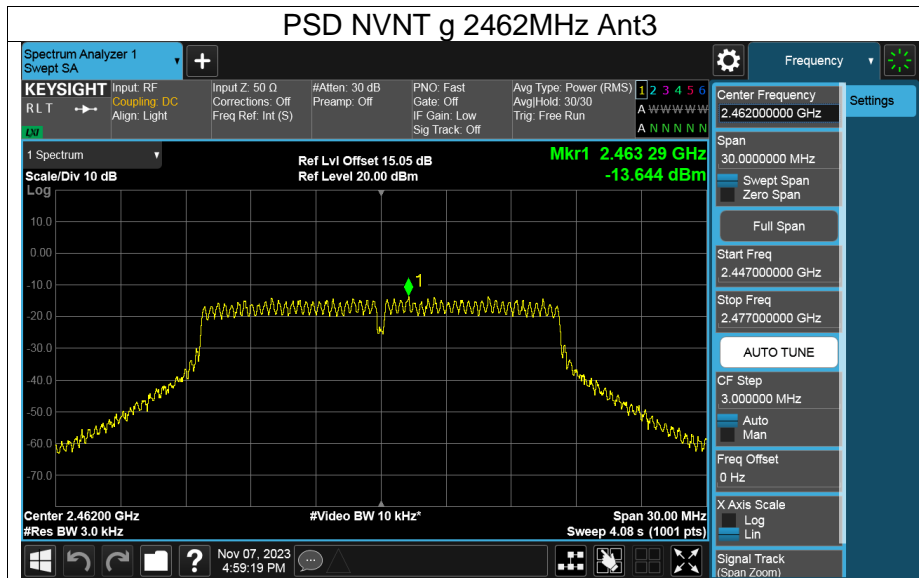 PSD NVNT g 2462MHz Ant3
Spectrum Analyzer 1
Swept SA
+
Frequency
KEYSIGHT
RLT
LXI
Input: RF
Coupling: DC
Align: Light
Input Z: 50 Ω
Corrections: Off
Freq Ref: Int (S)
#Atten: 30 dB
Preamp: Off
PNO: Fast
Gate: Off
IF Gain: Low
Sig Track: Off
Avg Type: Power (RMS)
Avg|Hold: 30/30
Trig: Free Run
1 2 3 4 5 6
A W W W W W
A N N N N N
1 Spectrum
Scale/Div 10 dB
Ref Lvl Offset 15.05 dB
Ref Level 20.00 dBm
Mkr1 2.463 29 GHz
-13.644 dBm
Log
10.0
0.00
-10.0
-20.0
-30.0
-40.0
-50.0
-60.0
-70.0
1
Center 2.46200 GHz
#Res BW 3.0 kHz
#Video BW 10 kHz*
Span 30.00 MHz
Sweep 4.08 s (1001 pts)
Center Frequency
2.462000000 GHz
Settings
Span
30.0000000 MHz
Swept Span
Zero Span
Full Span
Start Freq
2.447000000 GHz
Stop Freq
2.477000000 GHz
AUTO TUNE
CF Step
3.000000 MHz
Auto
Man
Freq Offset
0 Hz
X Axis Scale
Log
Lin
Signal Track
(Span Zoom)
?
Nov 07, 2023
4:59:19 PM